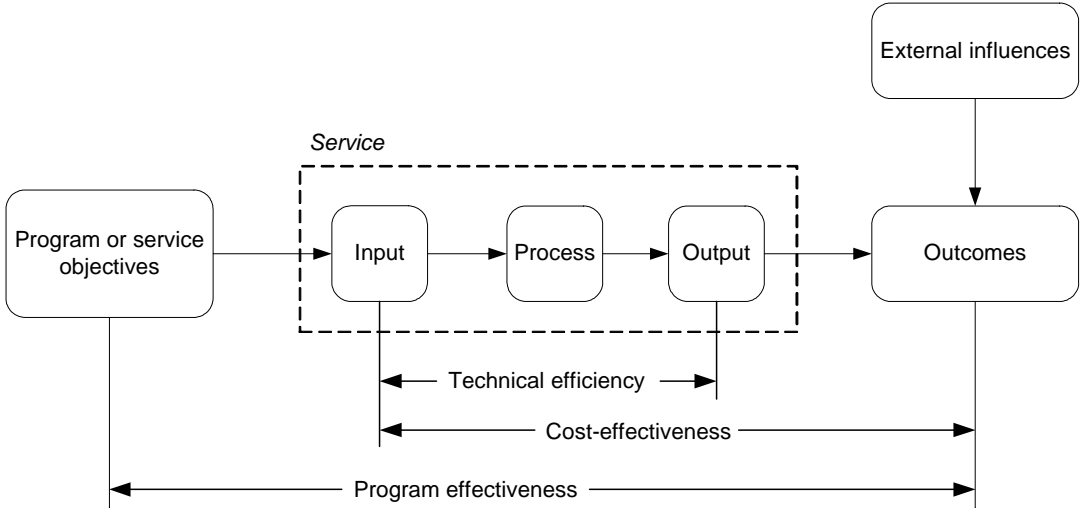 External influences
Service
Program or service
objectives
Input
Process
Output
Outcomes
Technical efficiency
Cost-effectiveness
Program effectiveness